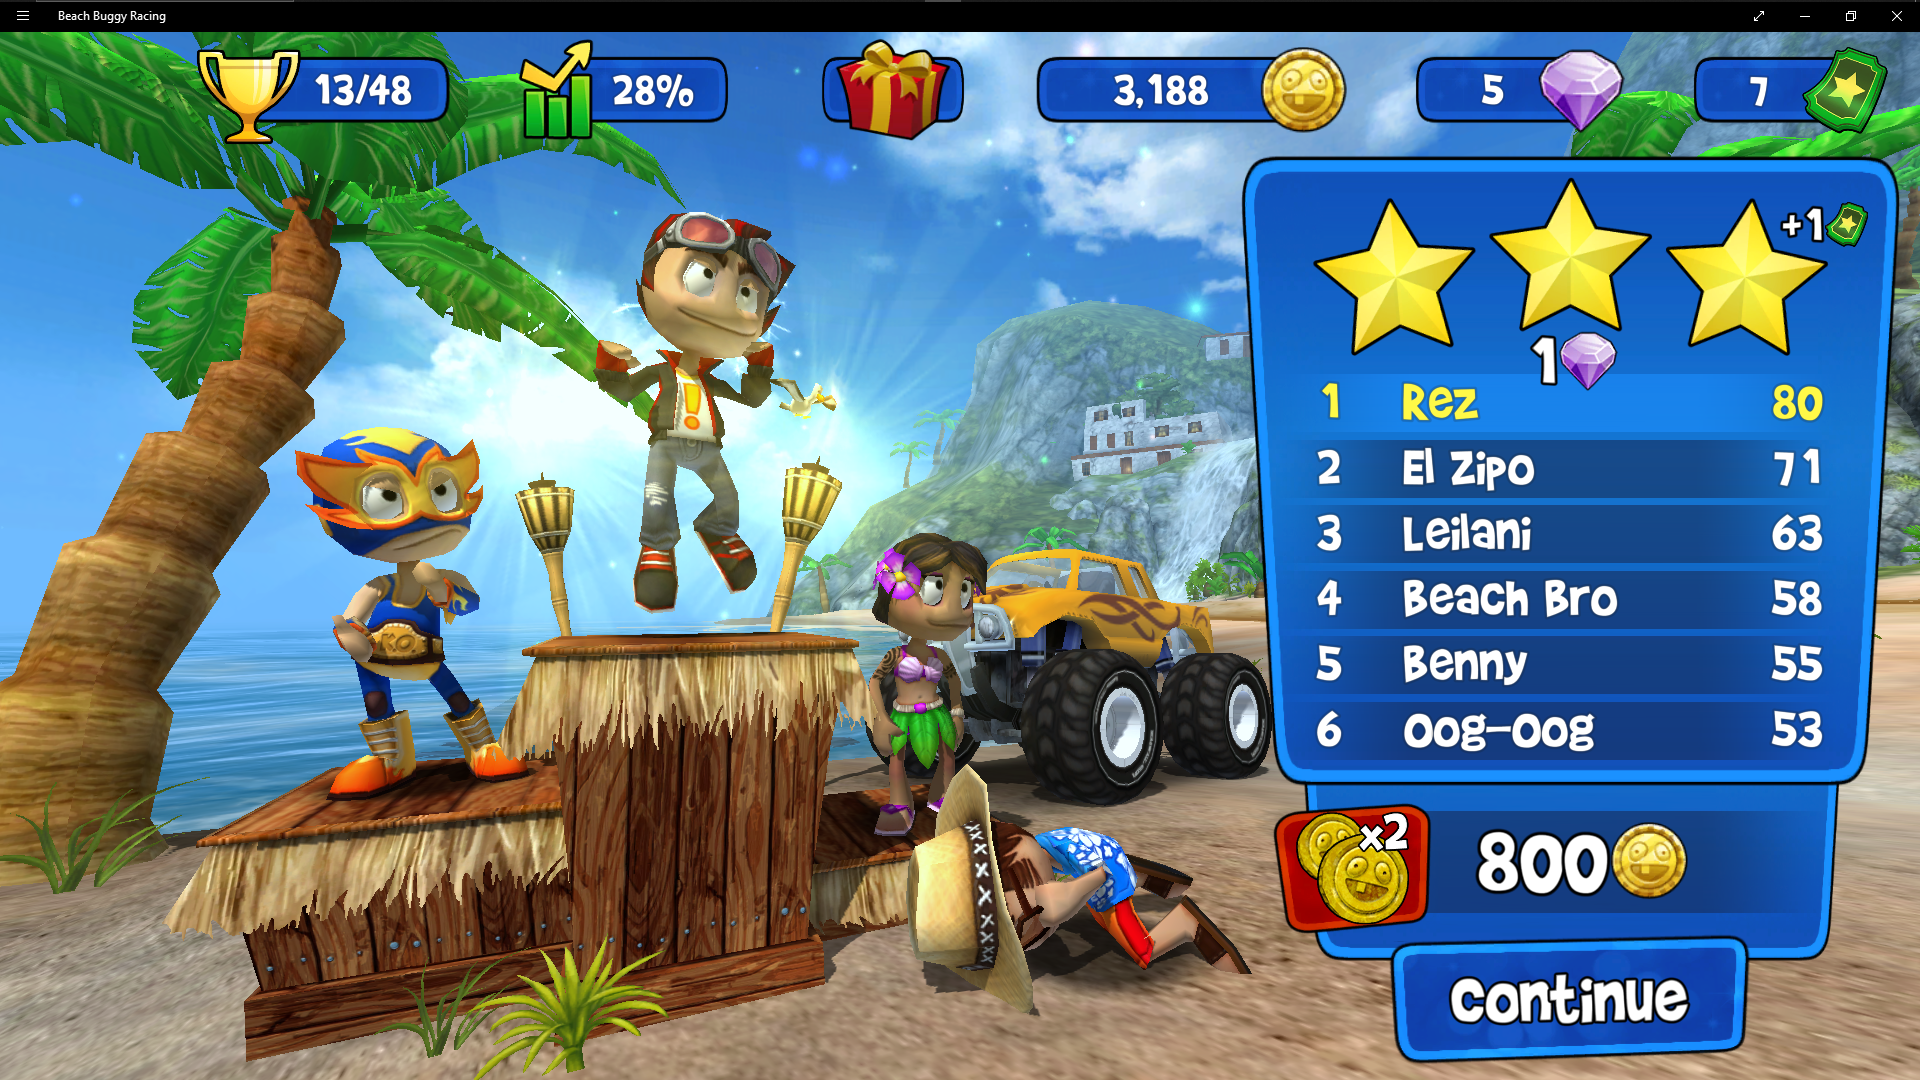 Beach Buggy Racing
13/48
28%
3,188
5
7
+1
1
1 Rez 80
2 El Zipo 71
3 Leilani 63
4 Beach Bro 58
5 Benny 55
6 Oog-Oog 53
x2
800
Continue
KO